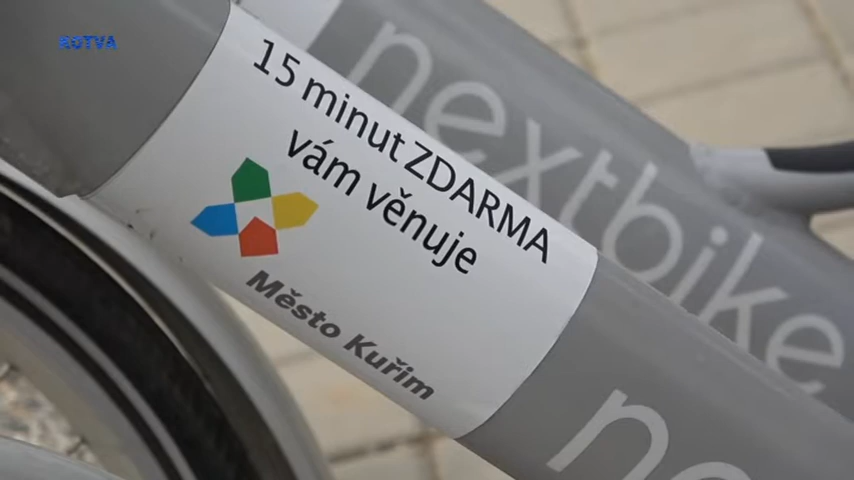 KOTVA
15 minut ZDARMA
vám věnuje
Město Kuřim
nextbike
ne